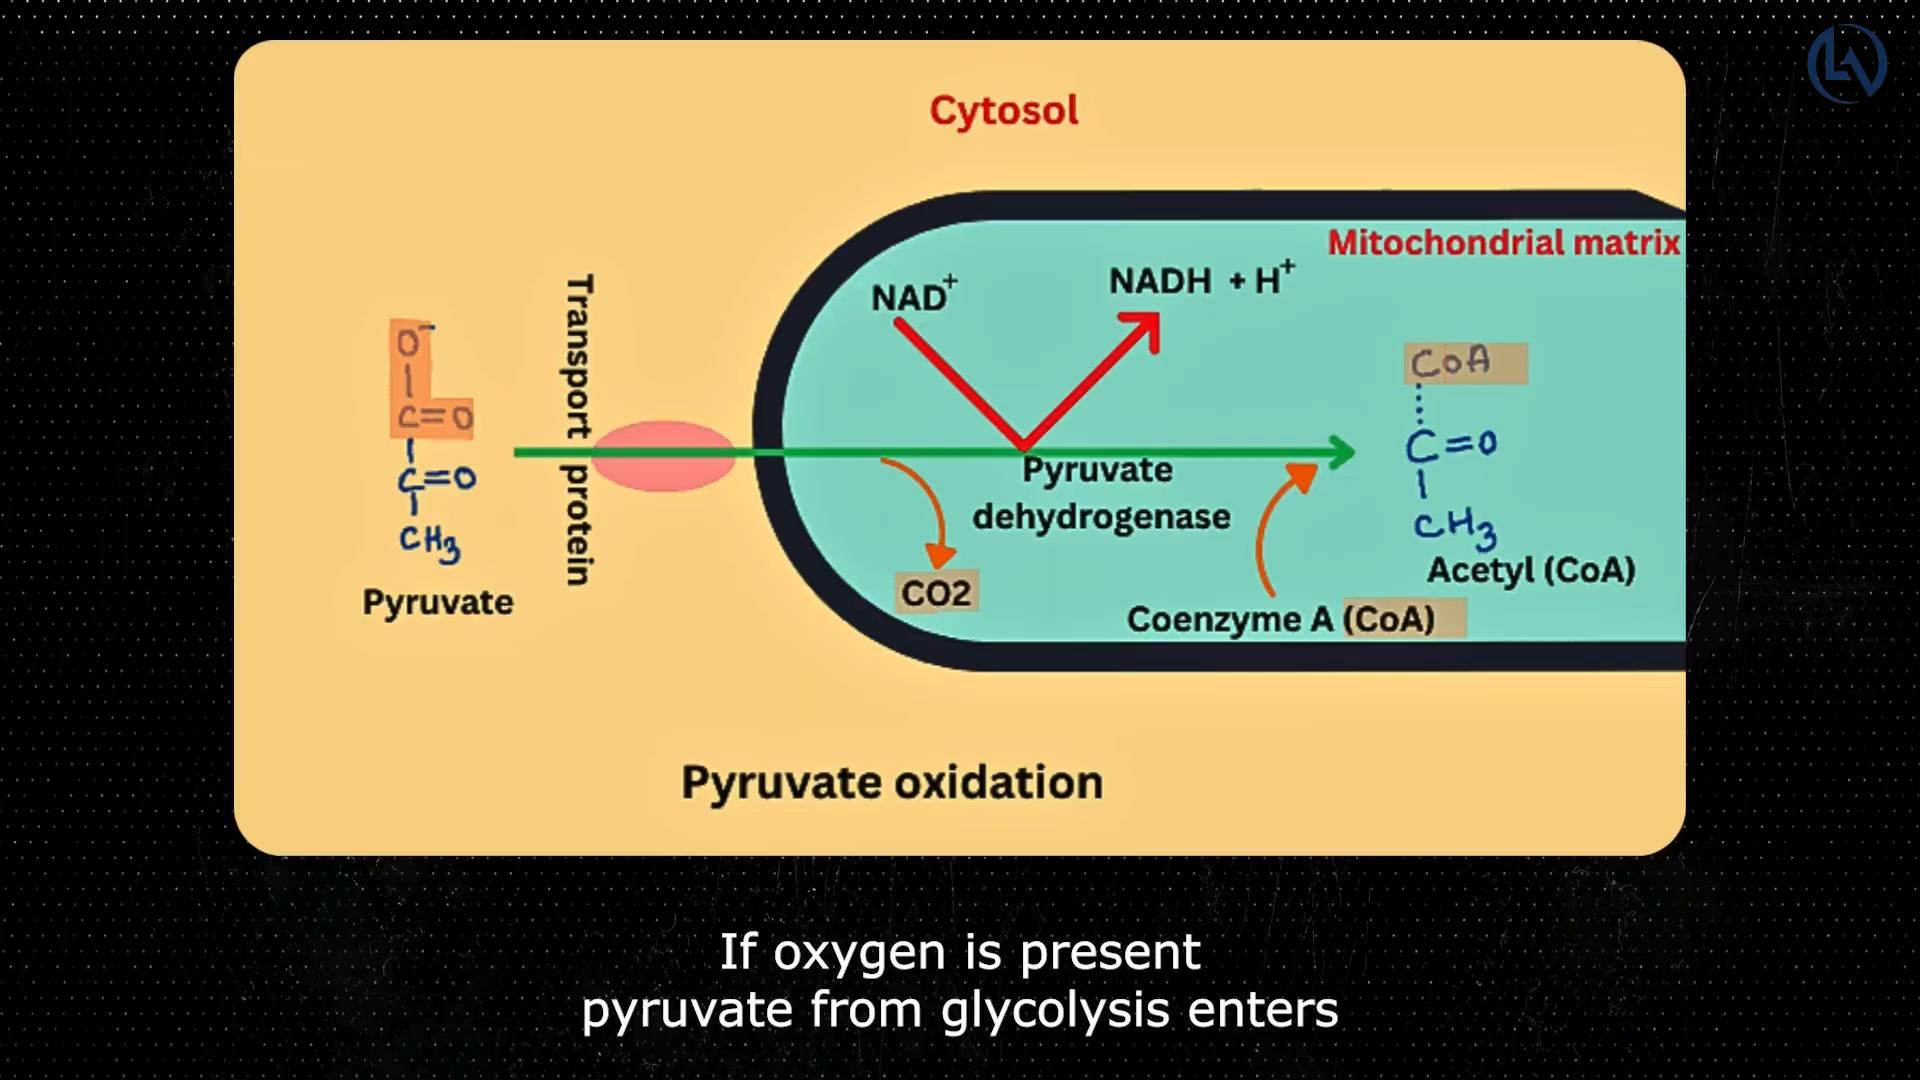 Cytosol
Mitochondrial matrix
NAD+
NADH + H+
Transport protein
O-
C=O
C=O
CH3
Pyruvate
CoA
C=O
CH3
Acetyl (CoA)
Pyruvate
dehydrogenase
CO2
Coenzyme A (CoA)
Pyruvate oxidation
If oxygen is present
pyruvate from glycolysis enters